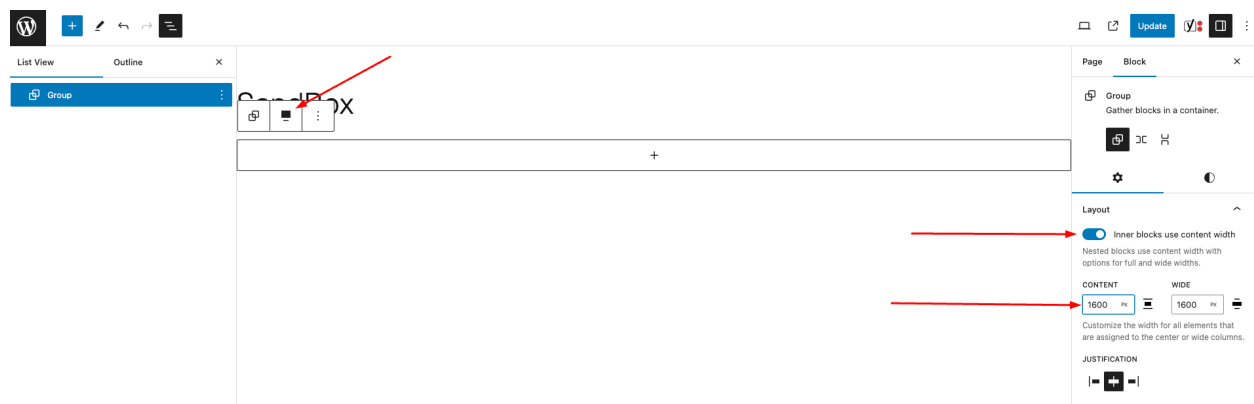 Update
List View
Outline
Page
Block
Group
SandBox
Group
Gather blocks in a container.
Layout
Inner blocks use content width
Nested blocks use content width with
options for full and wide widths.
CONTENT
WIDE
1600 PX
1600 PX
Customize the width for all elements that
are assigned to the center or wide columns.
JUSTIFICATION